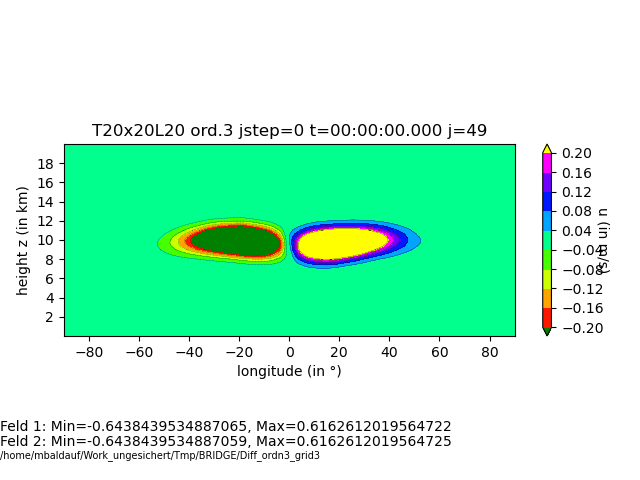 T20x20L20 ord.3 jstep=0 t=00:00:00.000 j=49
height z (in km)
18
16
14
12
10
8
6
4
2
−80 −60 −40 −20 0 20 40 60 80
longitude (in °)
0.20
0.16
0.12
0.08
0.04
−0.04
−0.08
−0.12
−0.16
−0.20
u (in m/s)
Feld 1: Min=-0.6438439534887065, Max=0.6162612019564722
Feld 2: Min=-0.6438439534887059, Max=0.6162612019564725
/home/mbaldauf/Work_ungesichert/Tmp/BRIDGE/Diff_ordn3_grid3